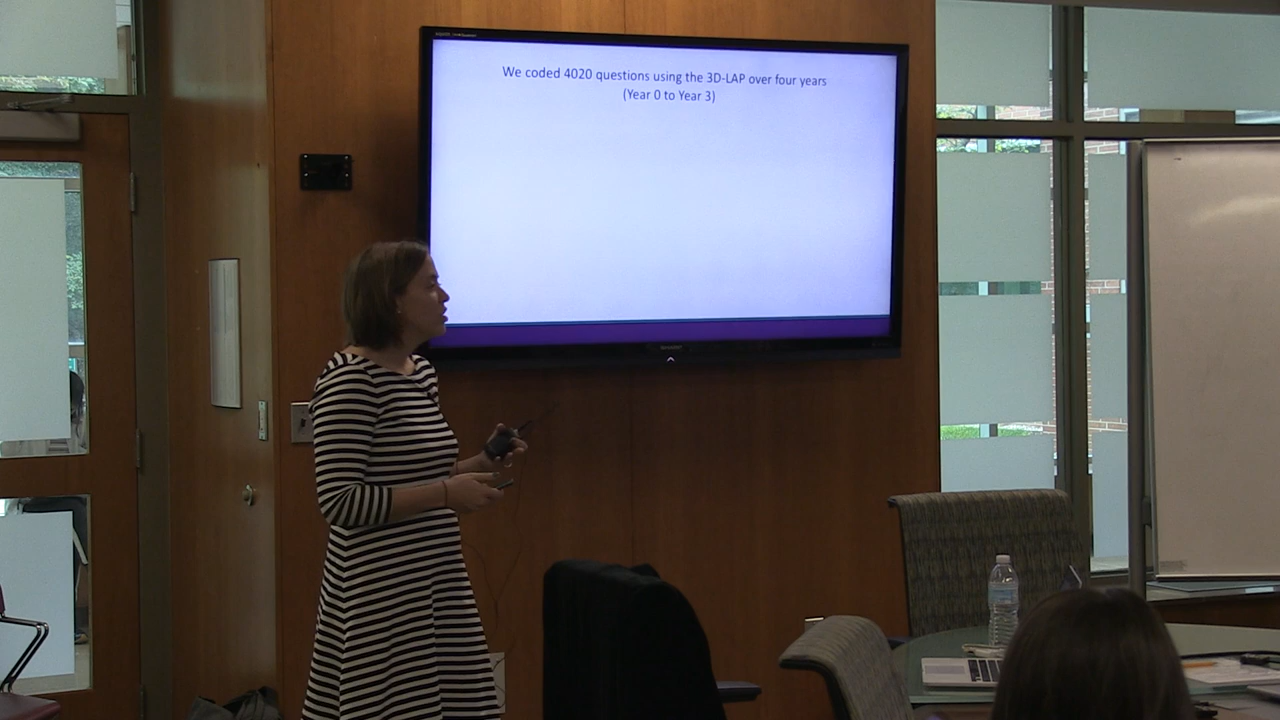 We coded 4020 questions using the 3D-LAP over four years
(Year 0 to Year 3)